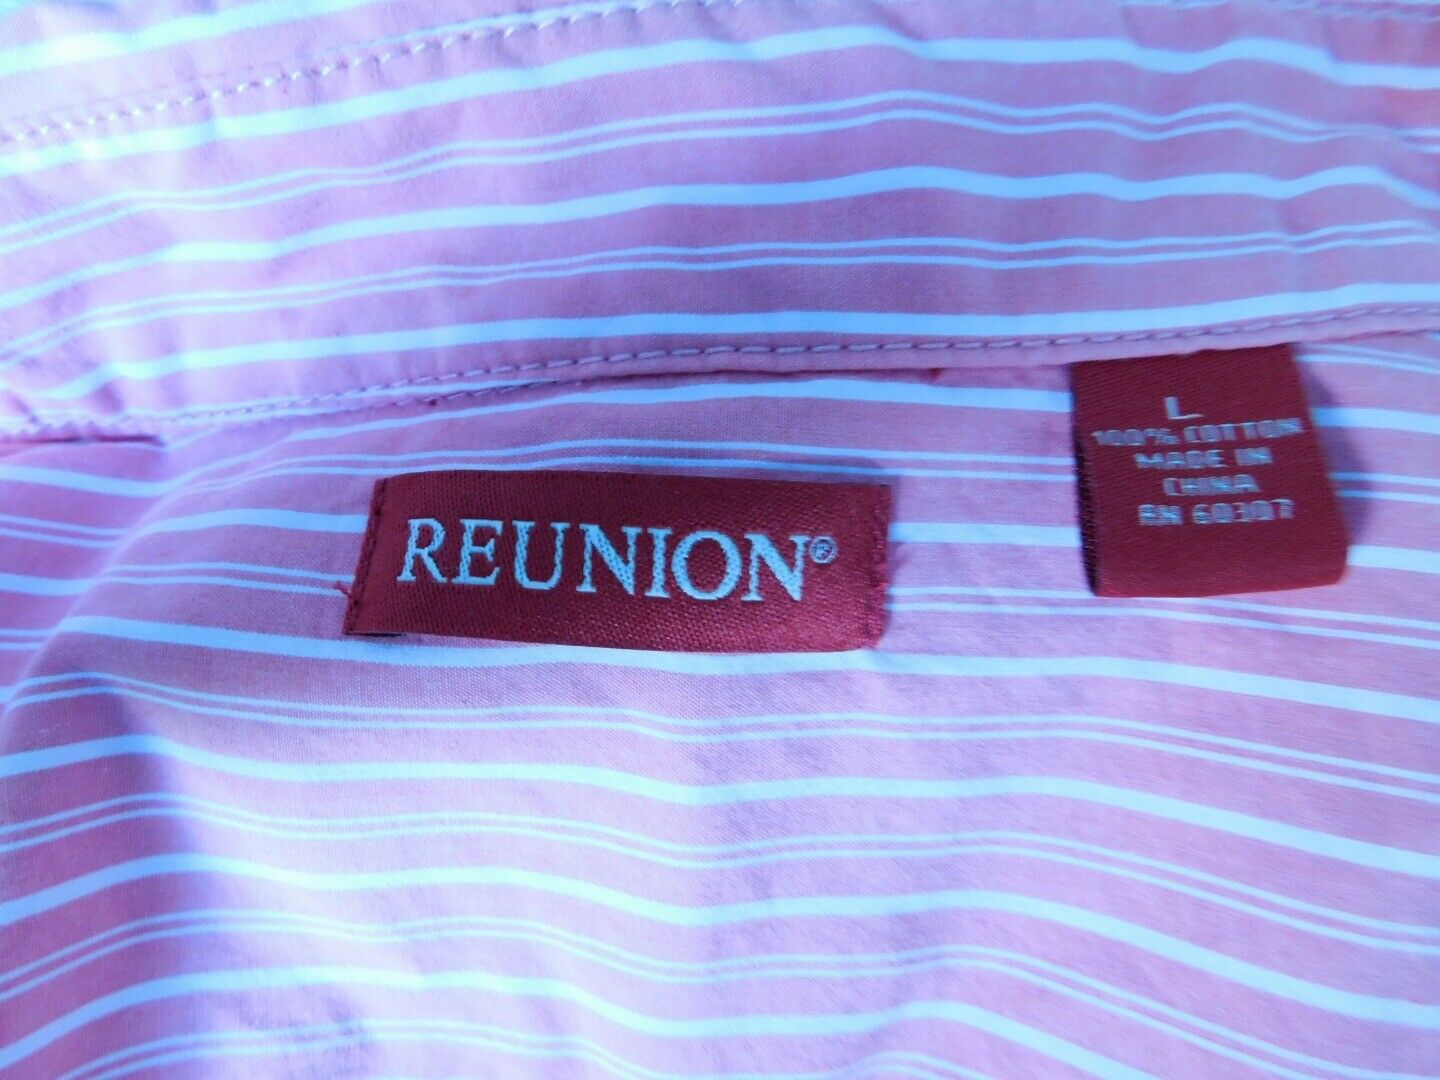 REUNION®
L
100% COTTON
MADE IN
CHINA
RN 60307